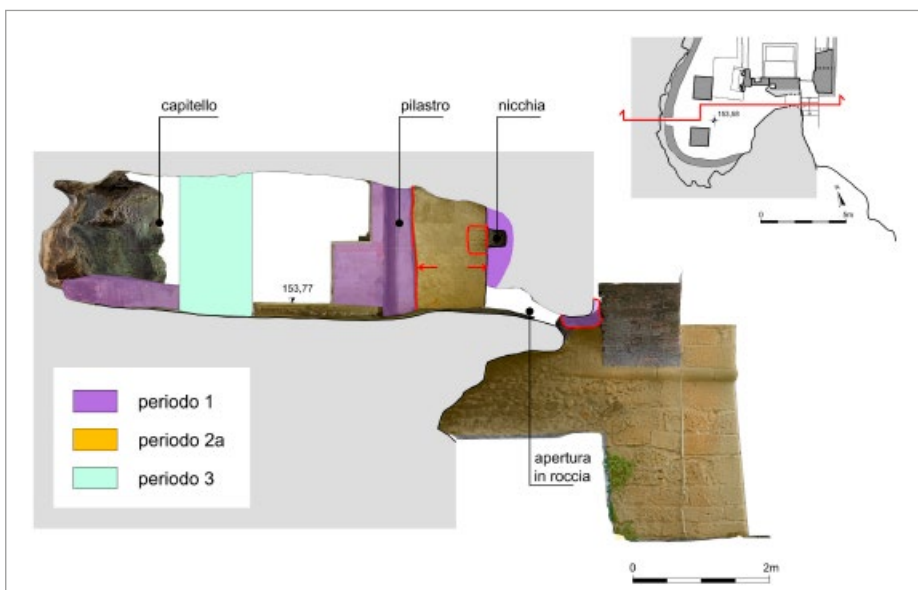 capitello
pilastro
nicchia
153,77
periodo 1
periodo 2a
periodo 3
apertura
in roccia
0 2m
153,58
0 5m